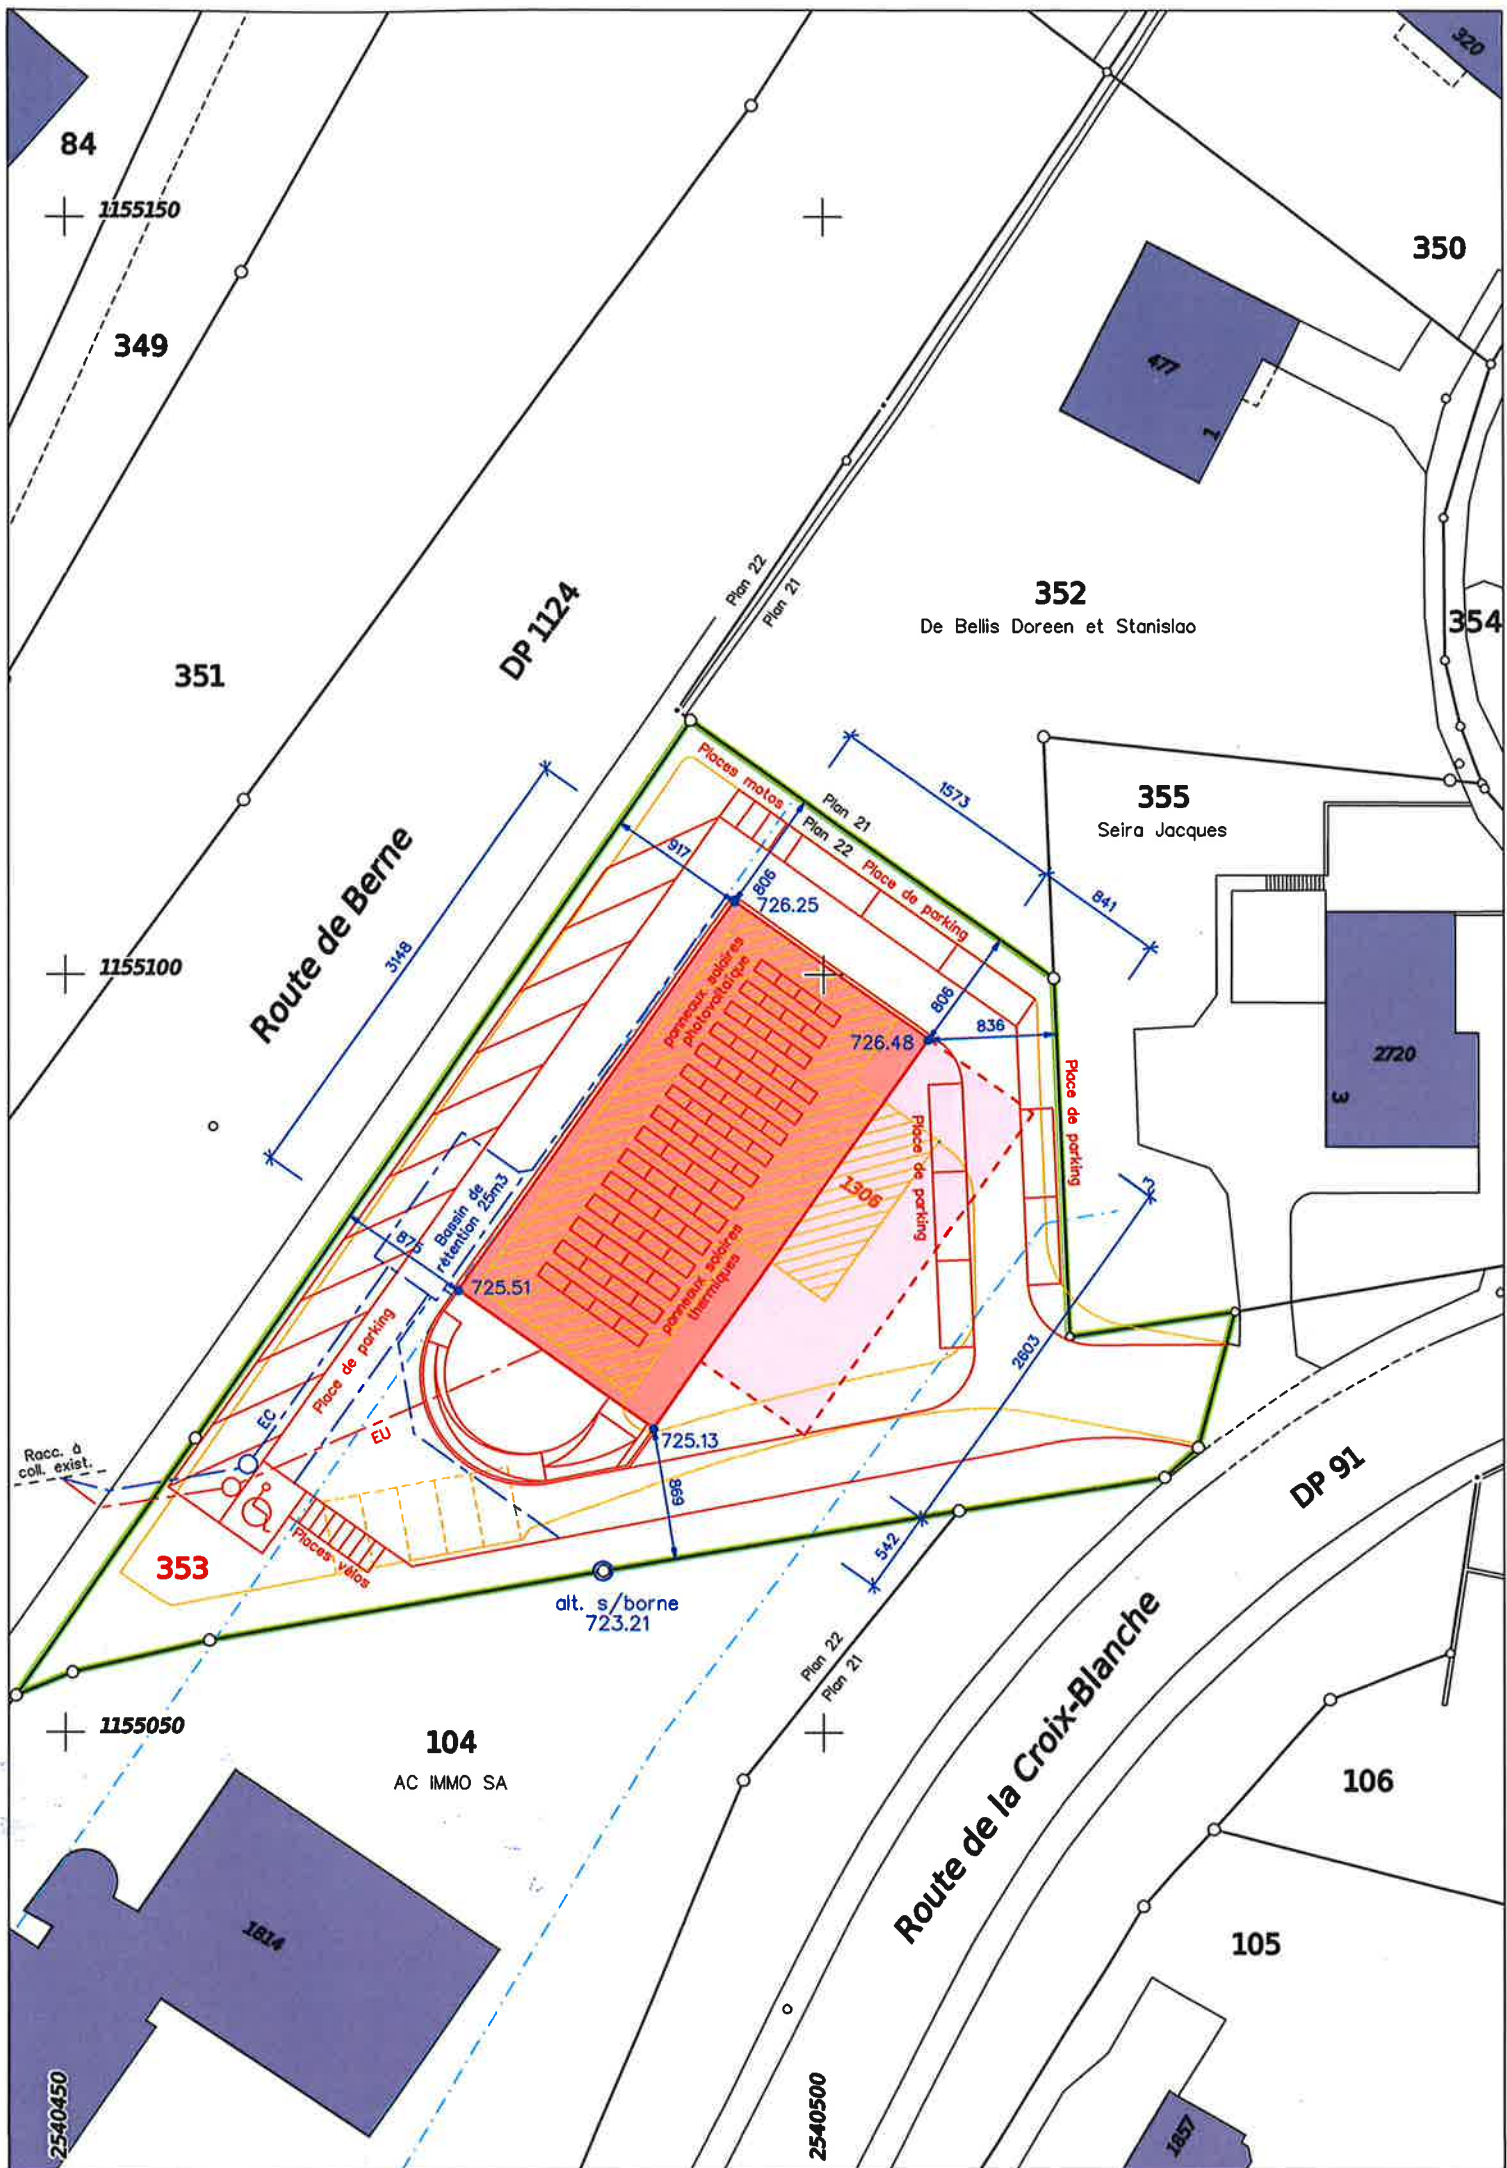 320
84
1155150
350
349
477
1
Plan 22
Plan 21
352
De Bellis Doreen et Stanislao
354
DP 1124
351
Places motos
1573
Plan 21
Plan 22
355
Seira Jacques
917
806
Place de parking
841
Route de Berne
3148
726.25
1155100
panneaux solaires
photovoltaïque
806
836
726.48
2720
3
Place de parking
Place de parking
1306
Bassin de
rétention 25m3
875
725.51
panneaux solaires
thermiques
Place de parking
2603
EC
EU
725.13
Racc. à
coll. exist.
869
DP 91
353
Places vélos
542
alt. s/borne
723.21
Plan 22
Plan 21
1155050
104
AC IMMO SA
Route de la Croix-Blanche
106
1814
105
2540450
2540500
1857